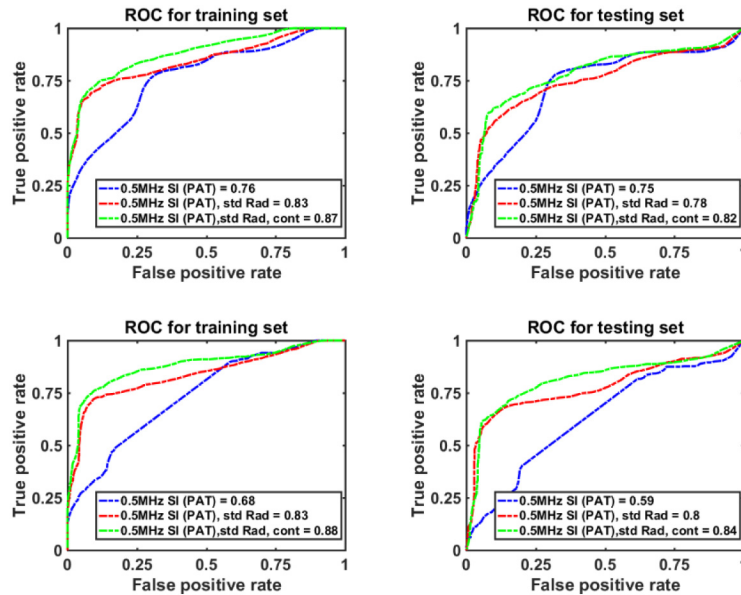 ROC for training set
True positive rate
1
0.75
0.5
0.25
0
0.5MHz SI (PAT) = 0.76
0.5MHz SI (PAT), std Rad = 0.83
0.5MHz SI (PAT),std Rad, cont = 0.87
0 0.25 0.5 0.75 1
False positive rate
ROC for testing set
True positive rate
1
0.75
0.5
0.25
0
0.5MHz SI (PAT) = 0.75
0.5MHz SI (PAT), std Rad = 0.78
0.5MHz SI (PAT),std Rad, cont = 0.82
0 0.25 0.5 0.75 1
False positive rate
ROC for training set
True positive rate
1
0.75
0.5
0.25
0
0.5MHz SI (PAT) = 0.68
0.5MHz SI (PAT), std Rad = 0.83
0.5MHz SI (PAT),std Rad, cont = 0.88
0 0.25 0.5 0.75 1
False positive rate
ROC for testing set
True positive rate
1
0.75
0.5
0.25
0
0.5MHz SI (PAT) = 0.59
0.5MHz SI (PAT), std Rad = 0.8
0.5MHz SI (PAT),std Rad, cont = 0.84
0 0.25 0.5 0.75 1
False positive rate